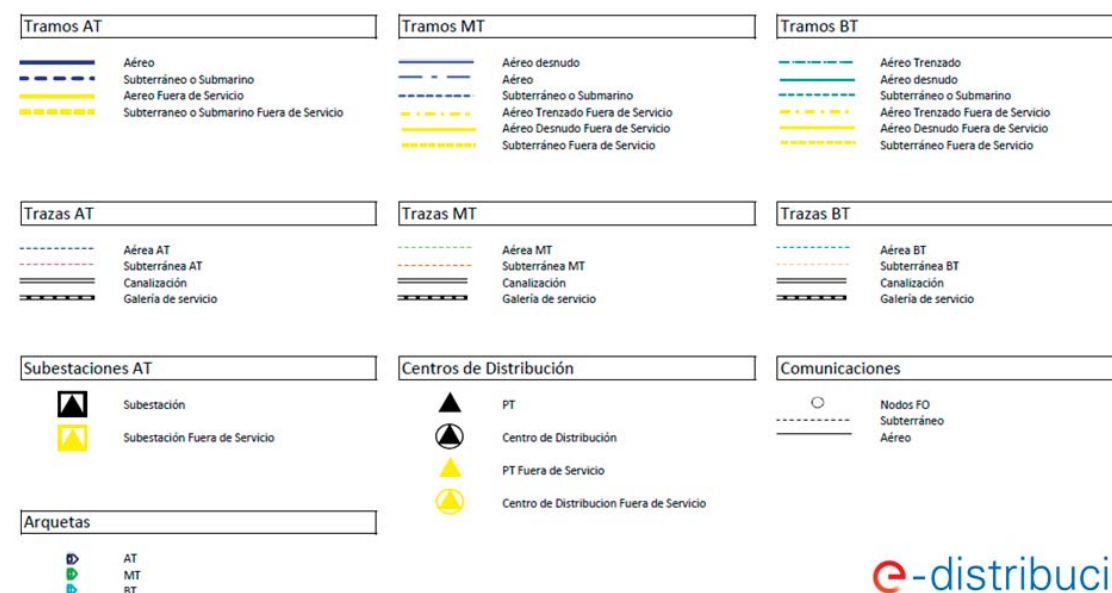 Tramos AT
Aéreo
Subterráneo o Submarino
Aereo Fuera de Servicio
Subterraneo o Submarino Fuera de Servicio
Tramos MT
Aéreo desnudo
Aéreo
Subterráneo o Submarino
Aéreo Trenzado Fuera de Servicio
Aéreo Desnudo Fuera de Servicio
Subterráneo Fuera de Servicio
Tramos BT
Aéreo Trenzado
Aéreo desnudo
Subterráneo o Submarino
Aéreo Trenzado Fuera de Servicio
Aéreo Desnudo Fuera de Servicio
Subterráneo Fuera de Servicio
Trazas AT
Aérea AT
Subterránea AT
Canalización
Galería de servicio
Trazas MT
Aérea MT
Subterránea MT
Canalización
Galería de servicio
Trazas BT
Aérea BT
Subterránea BT
Canalización
Galería de servicio
Subestaciones AT
Subestación
Subestación Fuera de Servicio
Centros de Distribución
PT
Centro de Distribución
PT Fuera de Servicio
Centro de Distribucion Fuera de Servicio
Comunicaciones
Nodos FO
Subterráneo
Aéreo
Arquetas
AT
MT
BT
e-distribuci